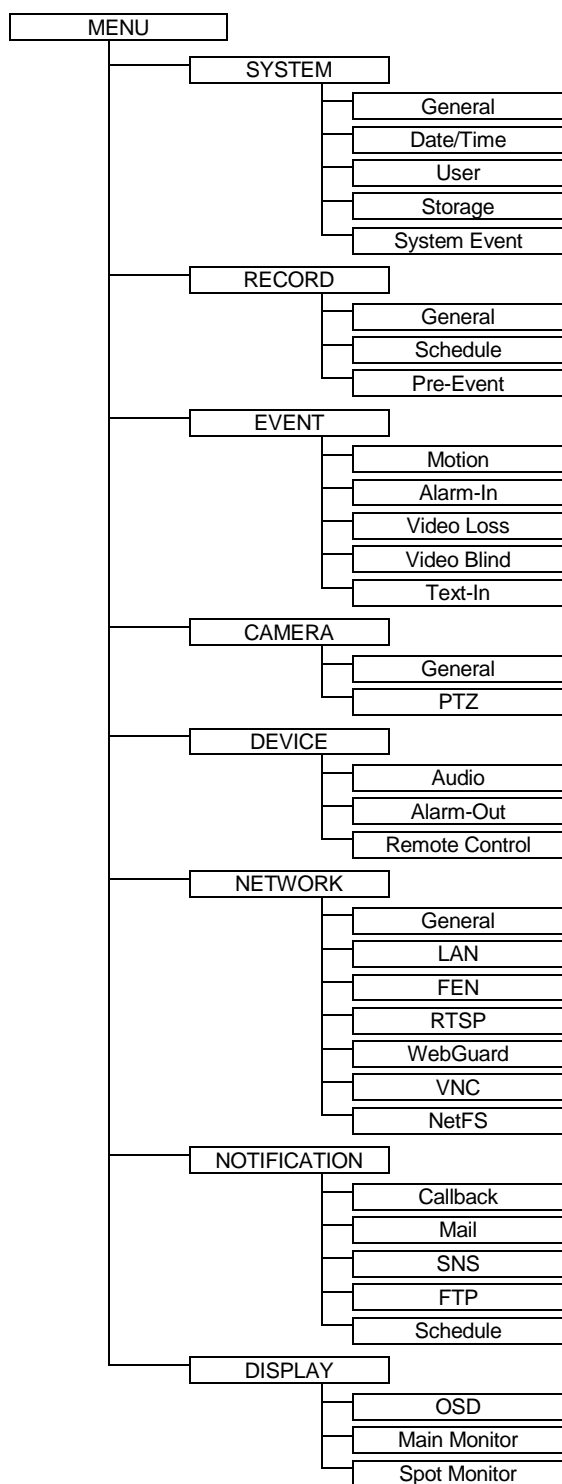 MENU
SYSTEM
General
Date/Time
User
Storage
System Event
RECORD
General
Schedule
Pre-Event
EVENT
Motion
Alarm-In
Video Loss
Video Blind
Text-In
CAMERA
General
PTZ
DEVICE
Audio
Alarm-Out
Remote Control
NETWORK
General
LAN
FEN
RTSP
WebGuard
VNC
NetFS
NOTIFICATION
Callback
Mail
SNS
FTP
Schedule
DISPLAY
OSD
Main Monitor
Spot Monitor